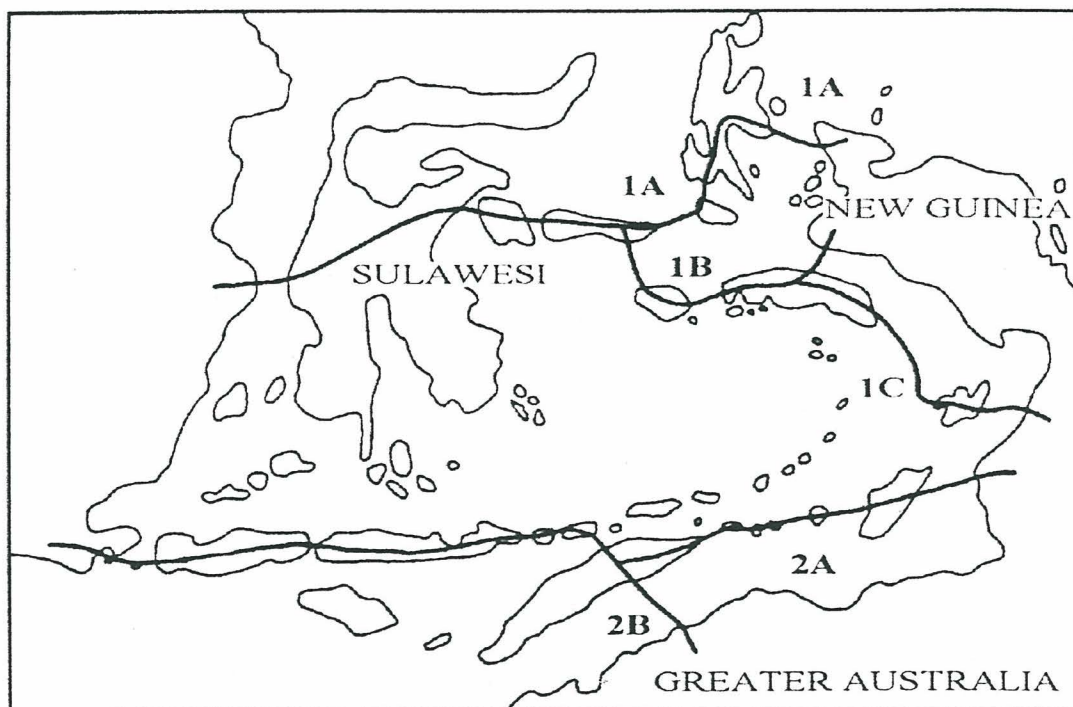 1A
1A
NEW GUINEA
1B
SULAWESI
1C
2A
2B
GREATER AUSTRALIA